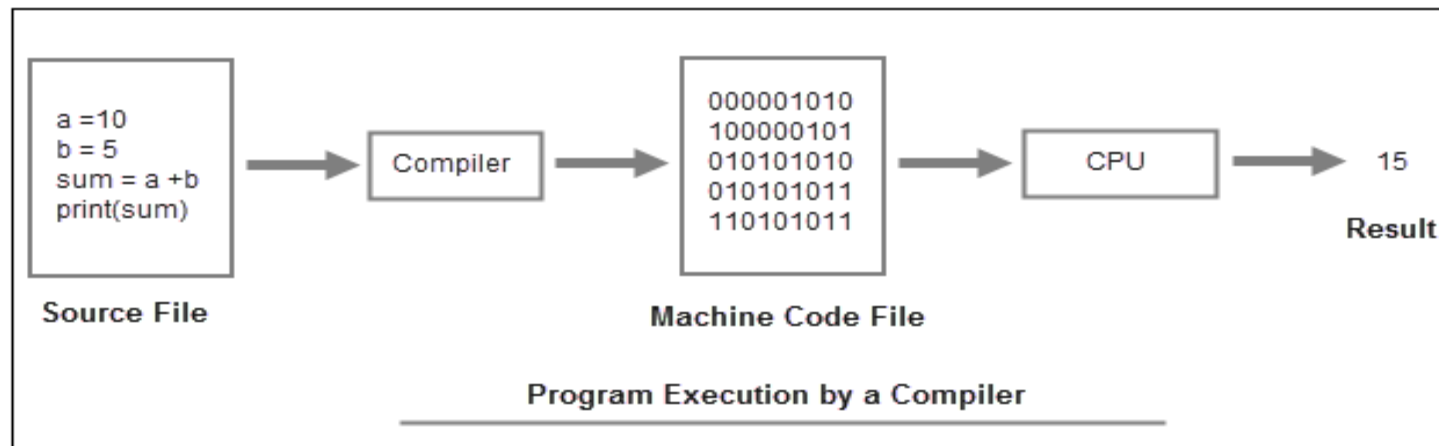 a =10
b = 5
sum = a +b
print(sum)
Source File
Compiler
000001010
100000101
010101010
010101011
110101011
Machine Code File
CPU
15
Result
Program Execution by a Compiler